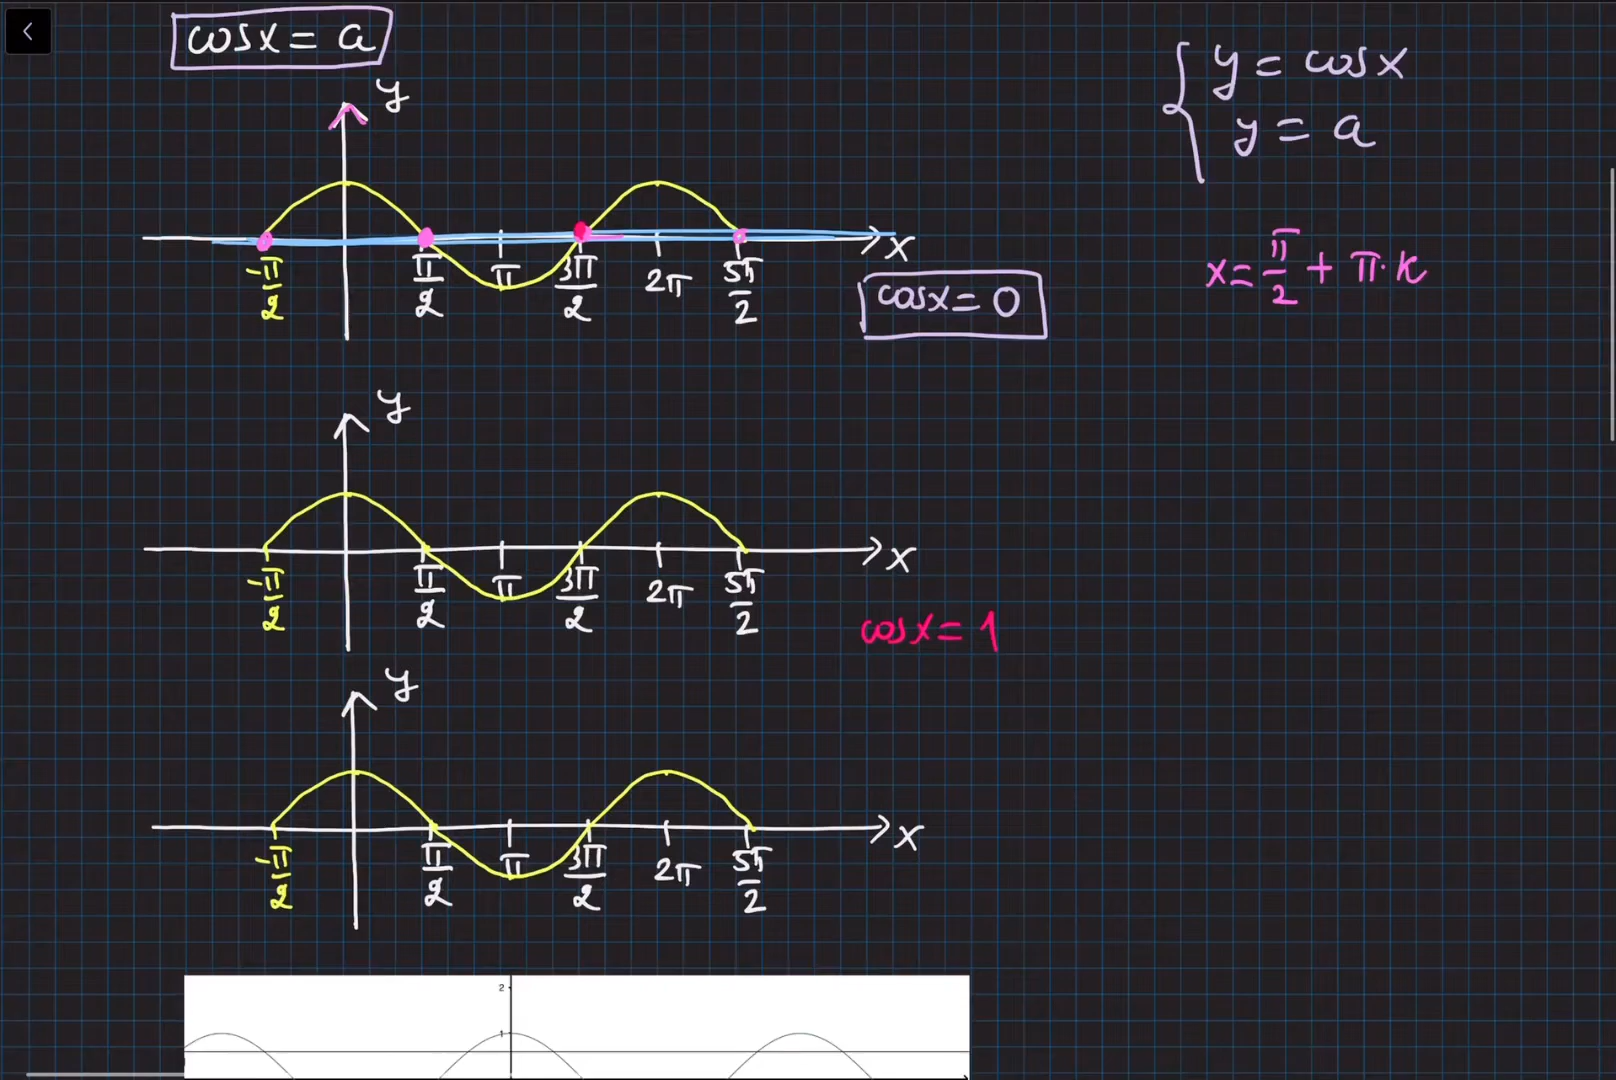 cosx = a
y = cosx
y = a
y
x
-π/2 π/2 π 3π/2 2π 5π/2
cosx = 0
x = π/2 + π·k
y
x
-π/2 π/2 π 3π/2 2π 5π/2
cosx = 1
y
x
-π/2 π/2 π 3π/2 2π 5π/2
2
1